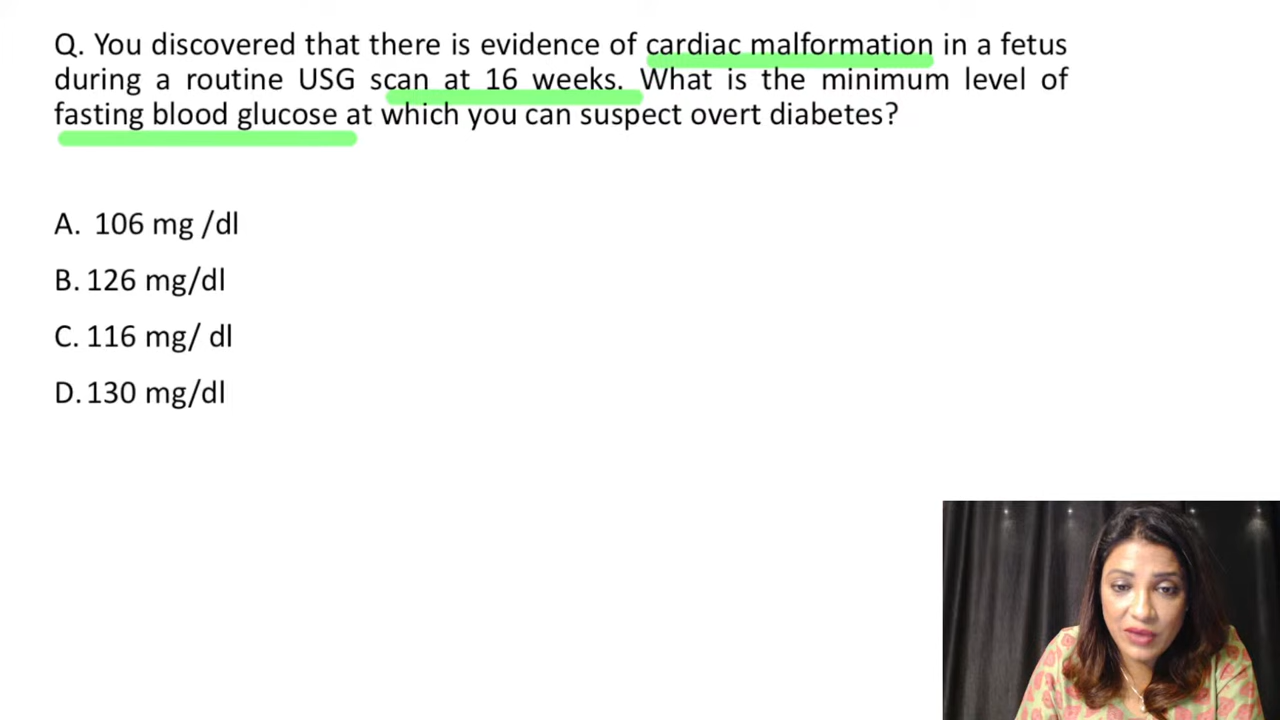 Q. You discovered that there is evidence of cardiac malformation in a fetus
during a routine USG scan at 16 weeks. What is the minimum level of
fasting blood glucose at which you can suspect overt diabetes?
A. 106 mg /dl
B. 126 mg/dl
C. 116 mg/ dl
D. 130 mg/dl